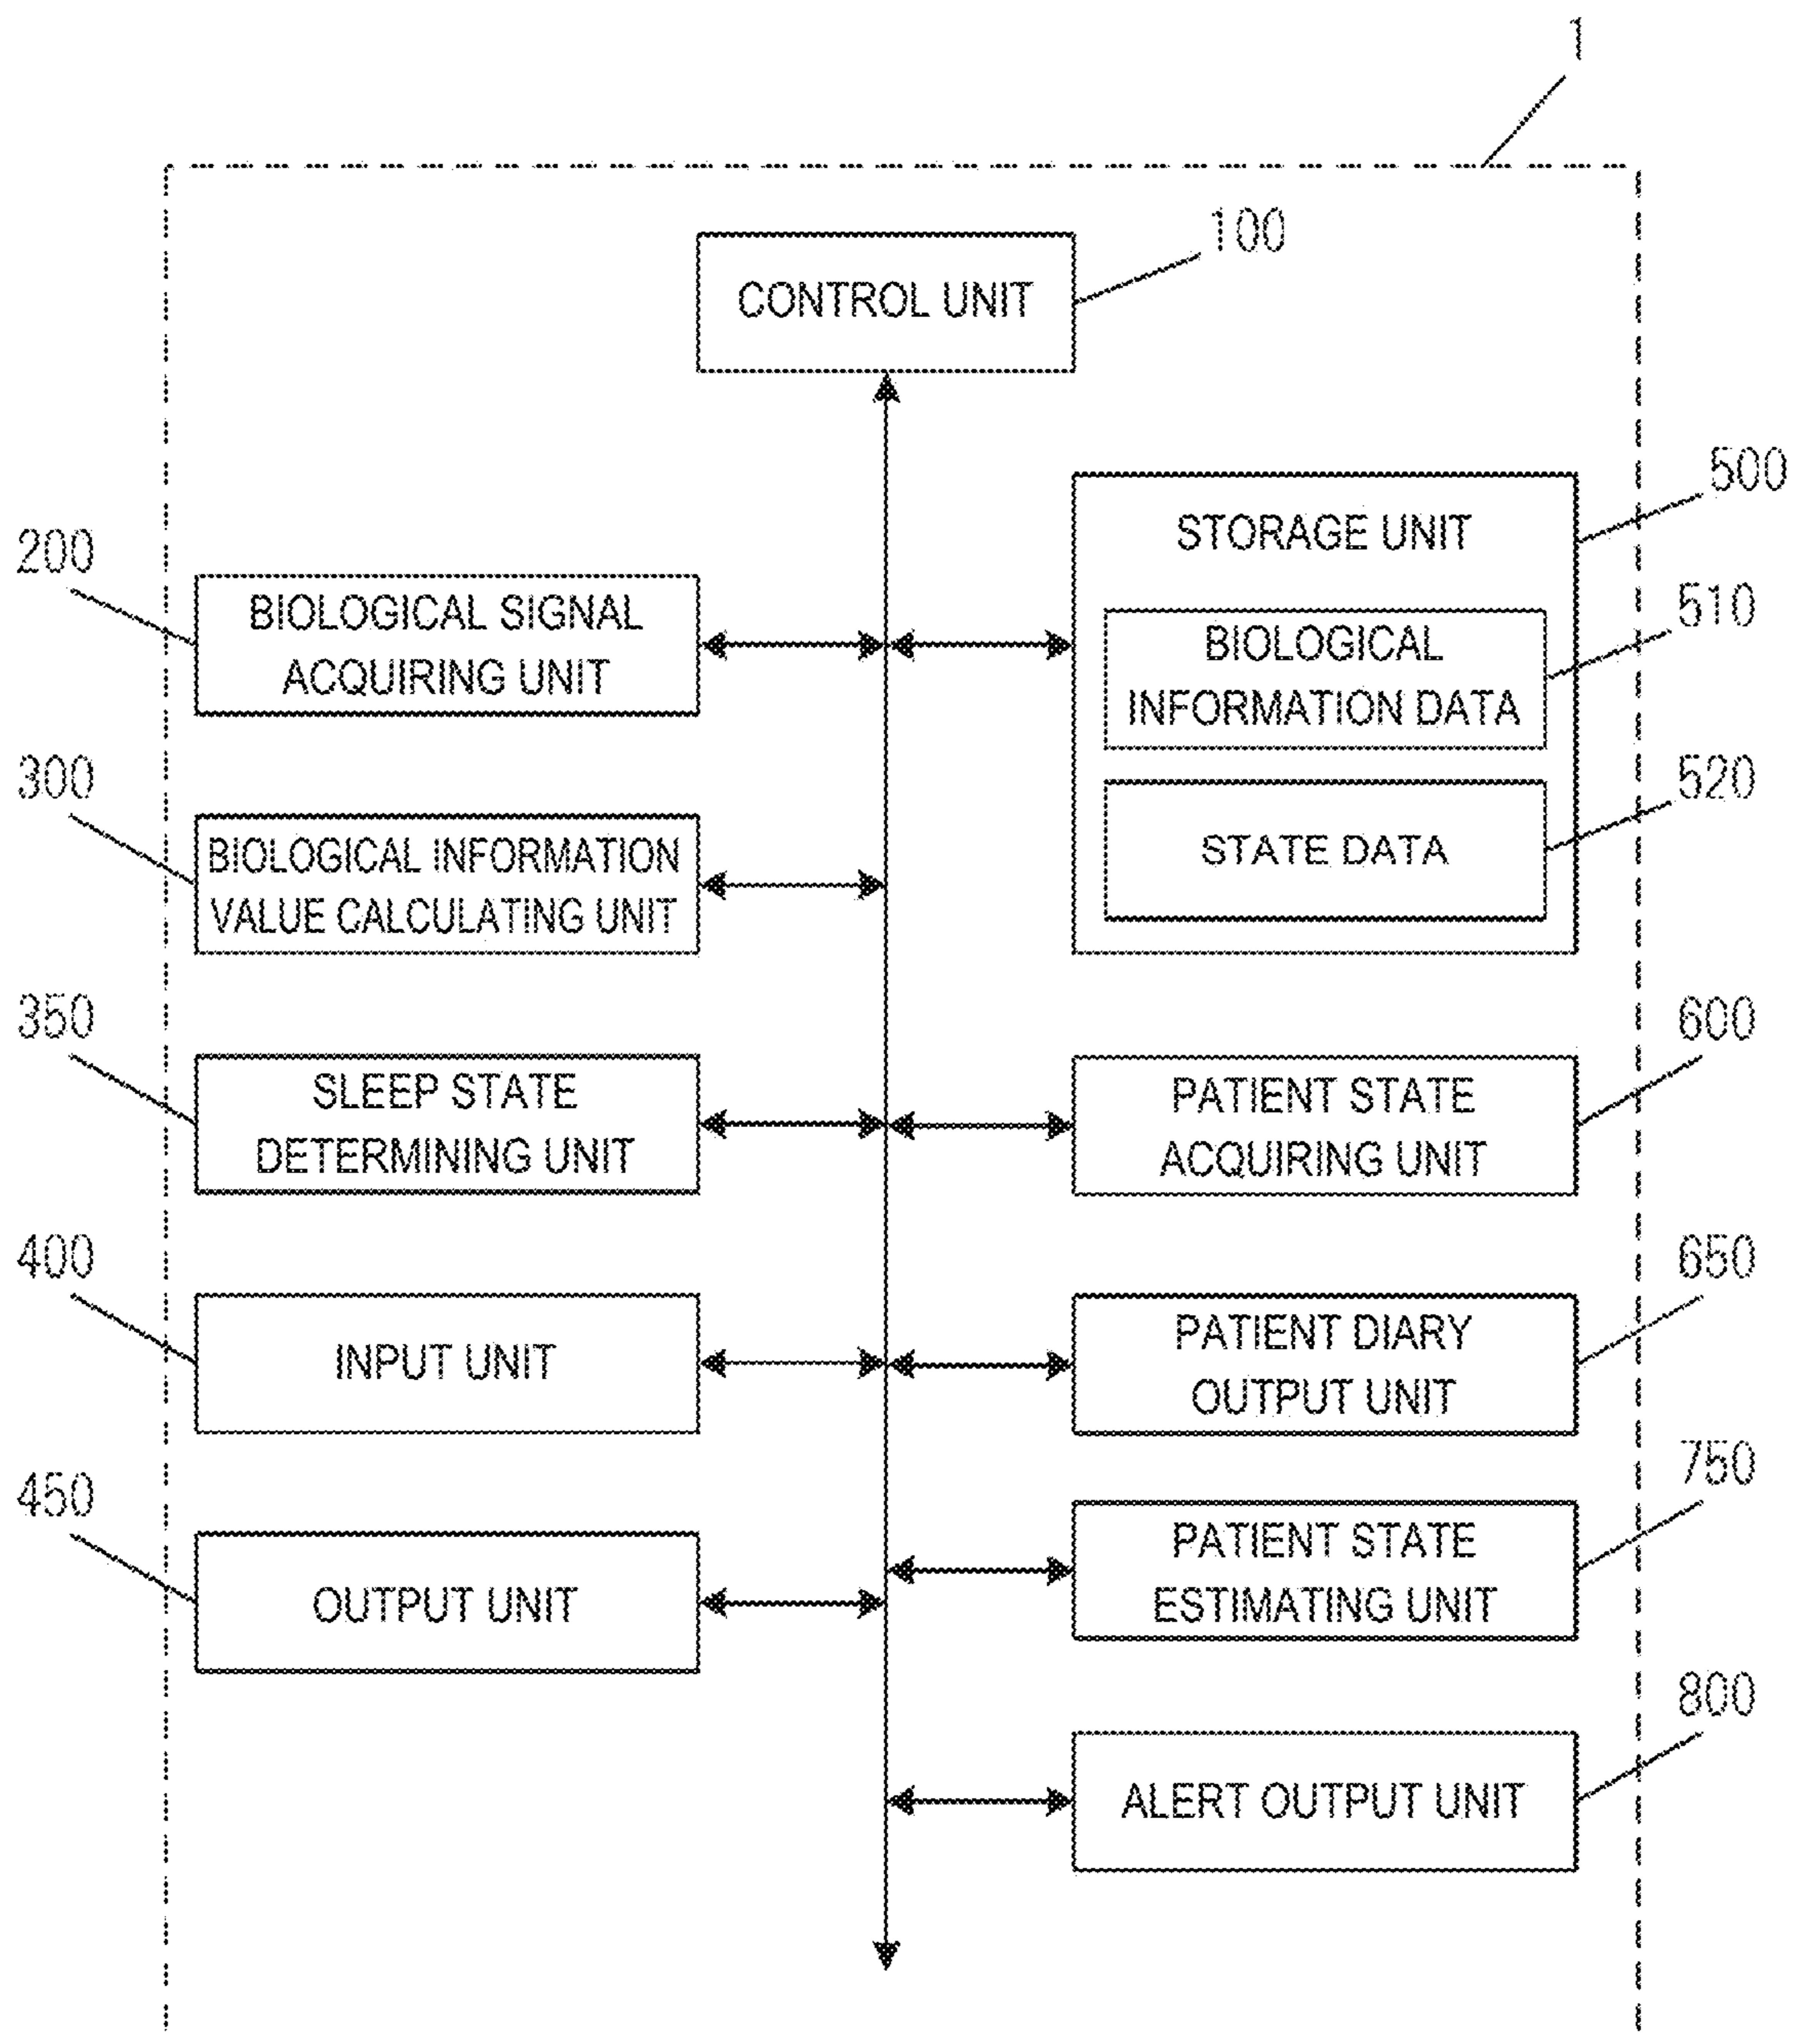 1
100
CONTROL UNIT
500
STORAGE UNIT
200
BIOLOGICAL SIGNAL
ACQUIRING UNIT
510
BIOLOGICAL
INFORMATION DATA
300
BIOLOGICAL INFORMATION
VALUE CALCULATING UNIT
520
STATE DATA
350
SLEEP STATE
DETERMINING UNIT
600
PATIENT STATE
ACQUIRING UNIT
400
INPUT UNIT
650
PATIENT DIARY
OUTPUT UNIT
450
OUTPUT UNIT
750
PATIENT STATE
ESTIMATING UNIT
800
ALERT OUTPUT UNIT